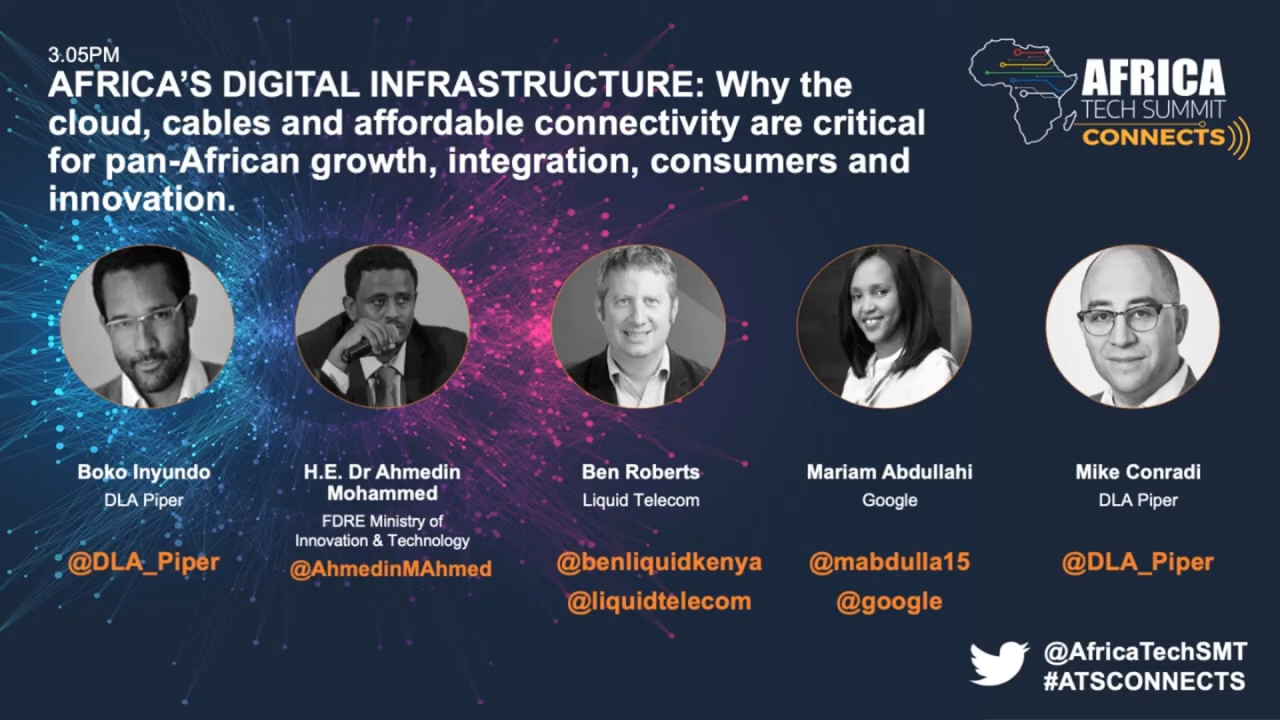 3.05PM
AFRICA'S DIGITAL INFRASTRUCTURE: Why the
cloud, cables and affordable connectivity are critical
for pan-African growth, integration, consumers and
innovation.
AFRICA
TECH SUMMIT
CONNECTS
Boko Inyundo
DLA Piper
@DLA_Piper
H.E. Dr Ahmedin
Mohammed
FDRE Ministry of
Innovation & Technology
@AhmedinMAhmed
Ben Roberts
Liquid Telecom
@benliquidkenya
@liquidtelecom
Mariam Abdullahi
Google
@mabdulla15
@google
Mike Conradi
DLA Piper
@DLA_Piper
@AfricaTechSMT
#ATSCONNECTS